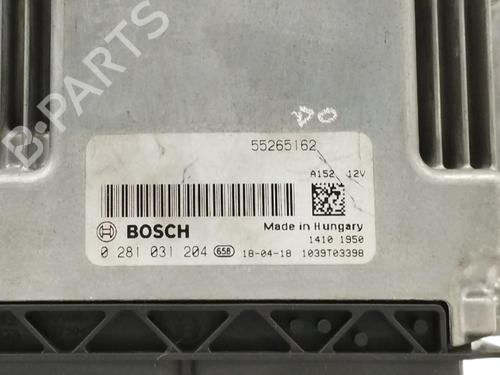 B-PARTS
DO
55265162
A152 12V
BOSCH
Made in Hungary
1410 1950
0 281 031 204 658 18-04-18 1039T03398